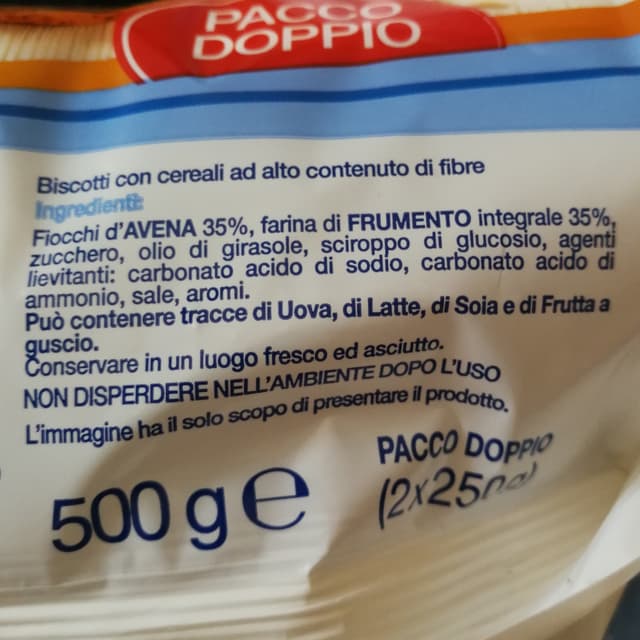 PACCO
DOPPIO
Biscotti con cereali ad alto contenuto di fibre
Ingredienti:
Fiocchi d'AVENA 35%, farina di FRUMENTO integrale 35%,
zucchero, olio di girasole, sciroppo di glucosio, agenti
lievitanti: carbonato acido di sodio, carbonato acido di
ammonio, sale, aromi.
Può contenere tracce di Uova, di Latte, di Soia e di Frutta a
guscio.
Conservare in un luogo fresco ed asciutto.
NON DISPERDERE NELL'AMBIENTE DOPO L'USO
L'immagine ha il solo scopo di presentare il prodotto.
PACCO DOPPIO
(2x250g)
500 g e